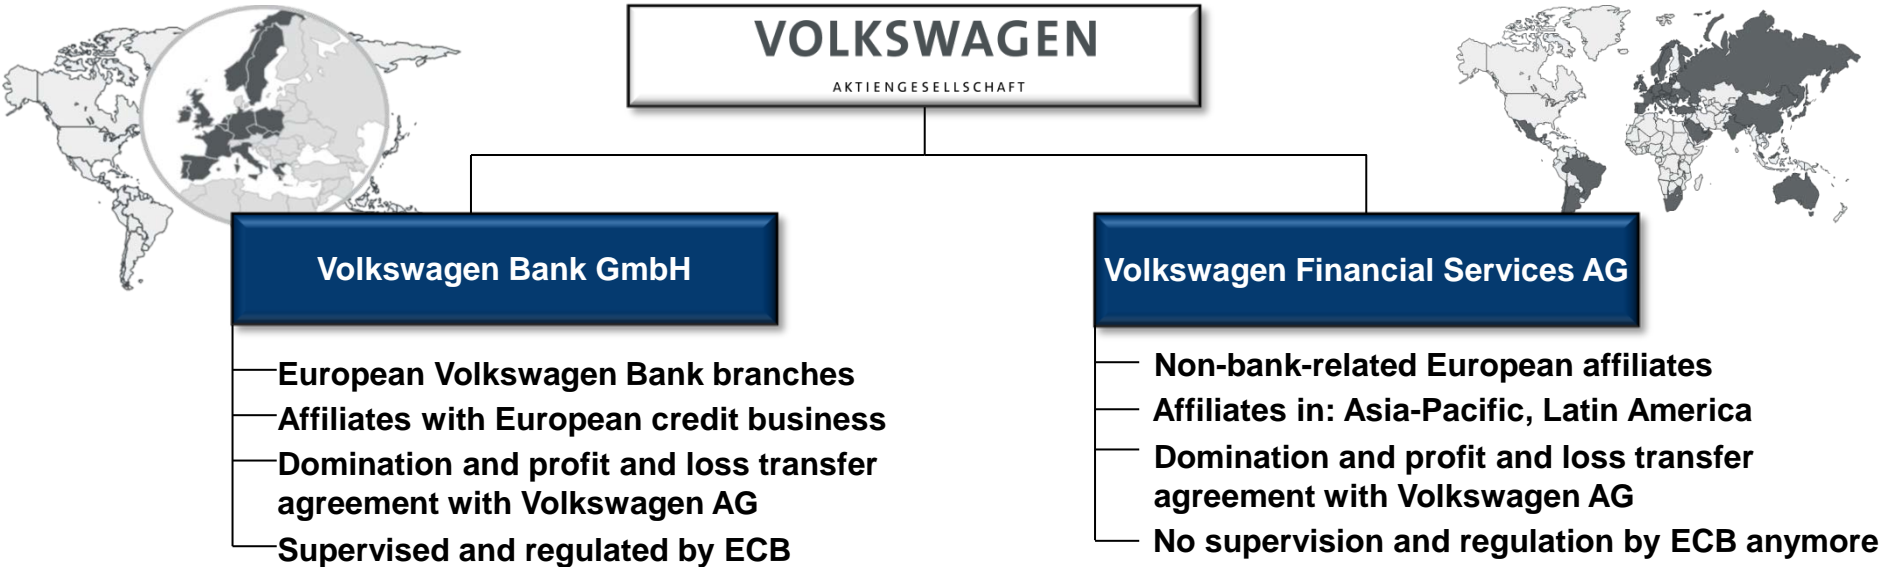 VOLKSWAGEN
AKTIENGESELLSCHAFT
Volkswagen Bank GmbH
European Volkswagen Bank branches
Affiliates with European credit business
Domination and profit and loss transfer
agreement with Volkswagen AG
Supervised and regulated by ECB
Volkswagen Financial Services AG
Non-bank-related European affiliates
Affiliates in: Asia-Pacific, Latin America
Domination and profit and loss transfer
agreement with Volkswagen AG
No supervision and regulation by ECB anymore